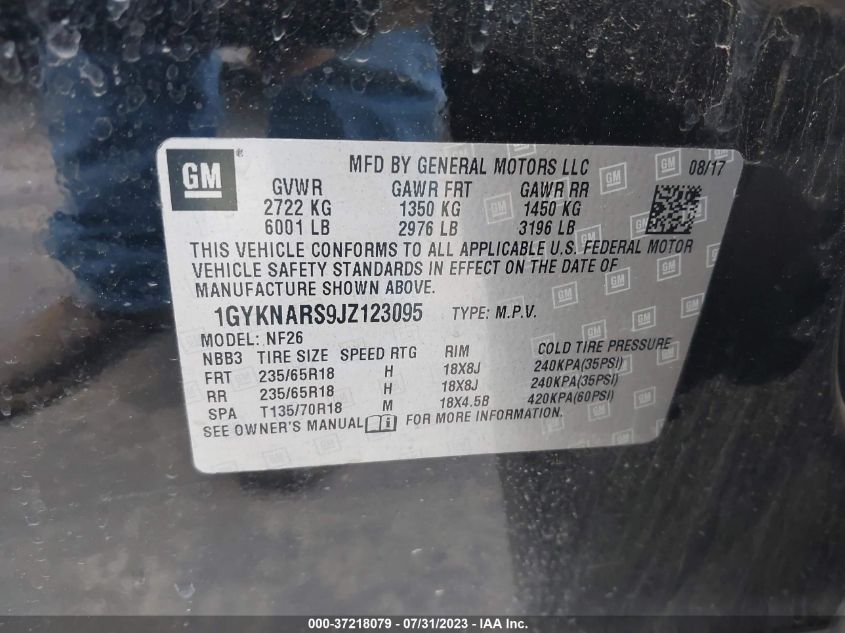 GM ® MFD BY GENERAL MOTORS LLC 08/17
GVWR GAWR FRT GAWR RR
2722 KG 1350 KG 1450 KG
6001 LB 2976 LB 3196 LB
THIS VEHICLE CONFORMS TO ALL APPLICABLE U.S. FEDERAL MOTOR
VEHICLE SAFETY STANDARDS IN EFFECT ON THE DATE OF
MANUFACTURE SHOWN ABOVE.
1GYKNARS9JZ123095 TYPE: M.P.V.
MODEL: NF26
NBB3 TIRE SIZE SPEED RTG RIM COLD TIRE PRESSURE
FRT 235/65R18 H 18X8J 240KPA(35PSI)
RR 235/65R18 H 18X8J 240KPA(35PSI)
SPA T135/70R18 M 18X4.5B 420KPA(60PSI)
SEE OWNER'S MANUAL FOR MORE INFORMATION.
000-37218079 - 07/31/2023 - IAAI.com